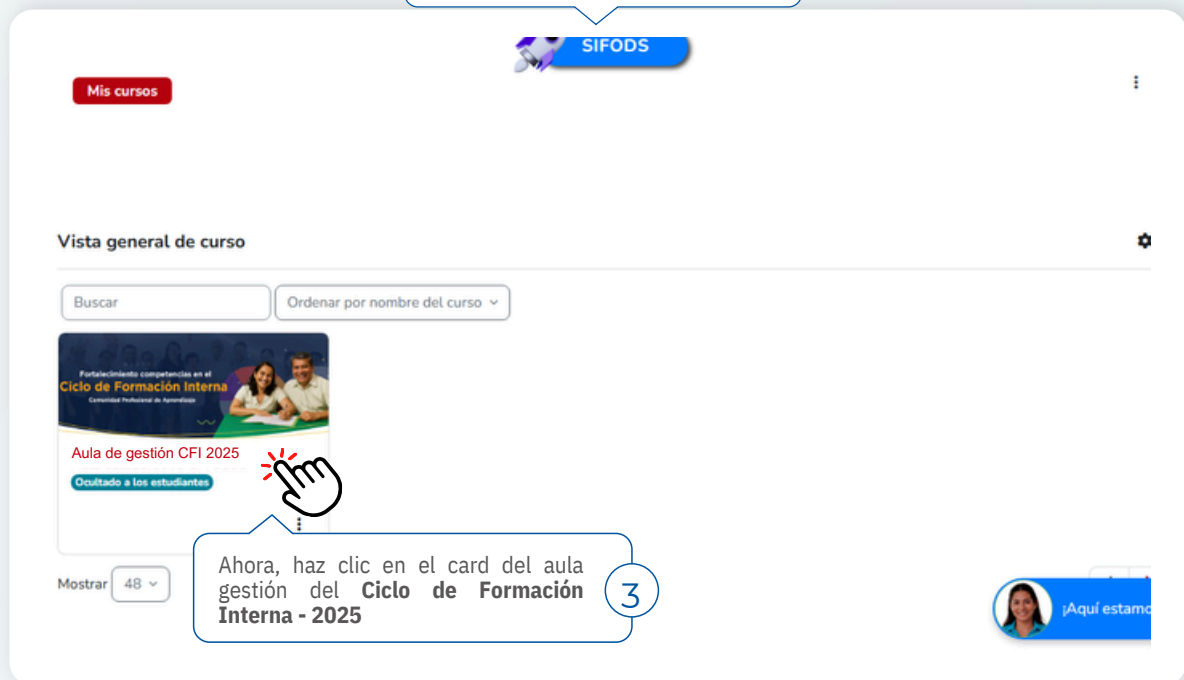 SIFODS
Mis cursos
Vista general de curso
Buscar
Ordenar por nombre del curso
Fortalecimiento competencias en el
Ciclo de Formación Interna
Comunidad Profesional de Aprendizaje
Aula de gestión CFI 2025
Ocultado a los estudiantes
Ahora, haz clic en el card del aula
gestión del Ciclo de Formación
Interna - 2025
3
Mostrar 48
¡Aquí estamo